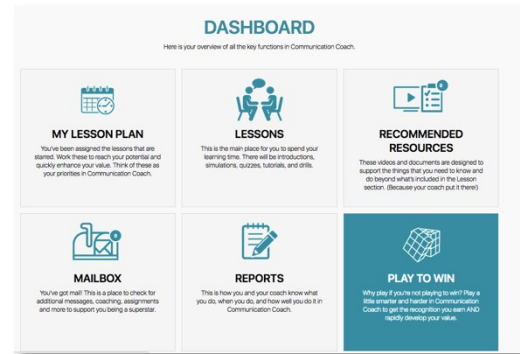 DASHBOARD
Here is your overview of all the key functions in Communication Coach.
MY LESSON PLAN
You've been assigned the lessons that are
starred. Work these to reach your potential and
quickly enhance your value. Think of these as
your priorities in Communication Coach.
LESSONS
This is the main place for you to spend your
learning time. There will be introductions,
simulations, quizzes, tutorials, and drills.
RECOMMENDED
RESOURCES
These videos and documents are designed to
support the things that you need to know and
do beyond what's included in the Lesson
section. (Because your coach put it there!)
MAILBOX
You've got mail! This is a place to check for
additional messages, coaching, assignments
and more to support you being a superstar.
REPORTS
This is how you and your coach know what
you do, when you do, and how well you do it in
Communication Coach.
PLAY TO WIN
Why play if you're not playing to win? Play a
little smarter and harder in Communication
Coach to get the recognition you earn AND
rapidly develop your value.